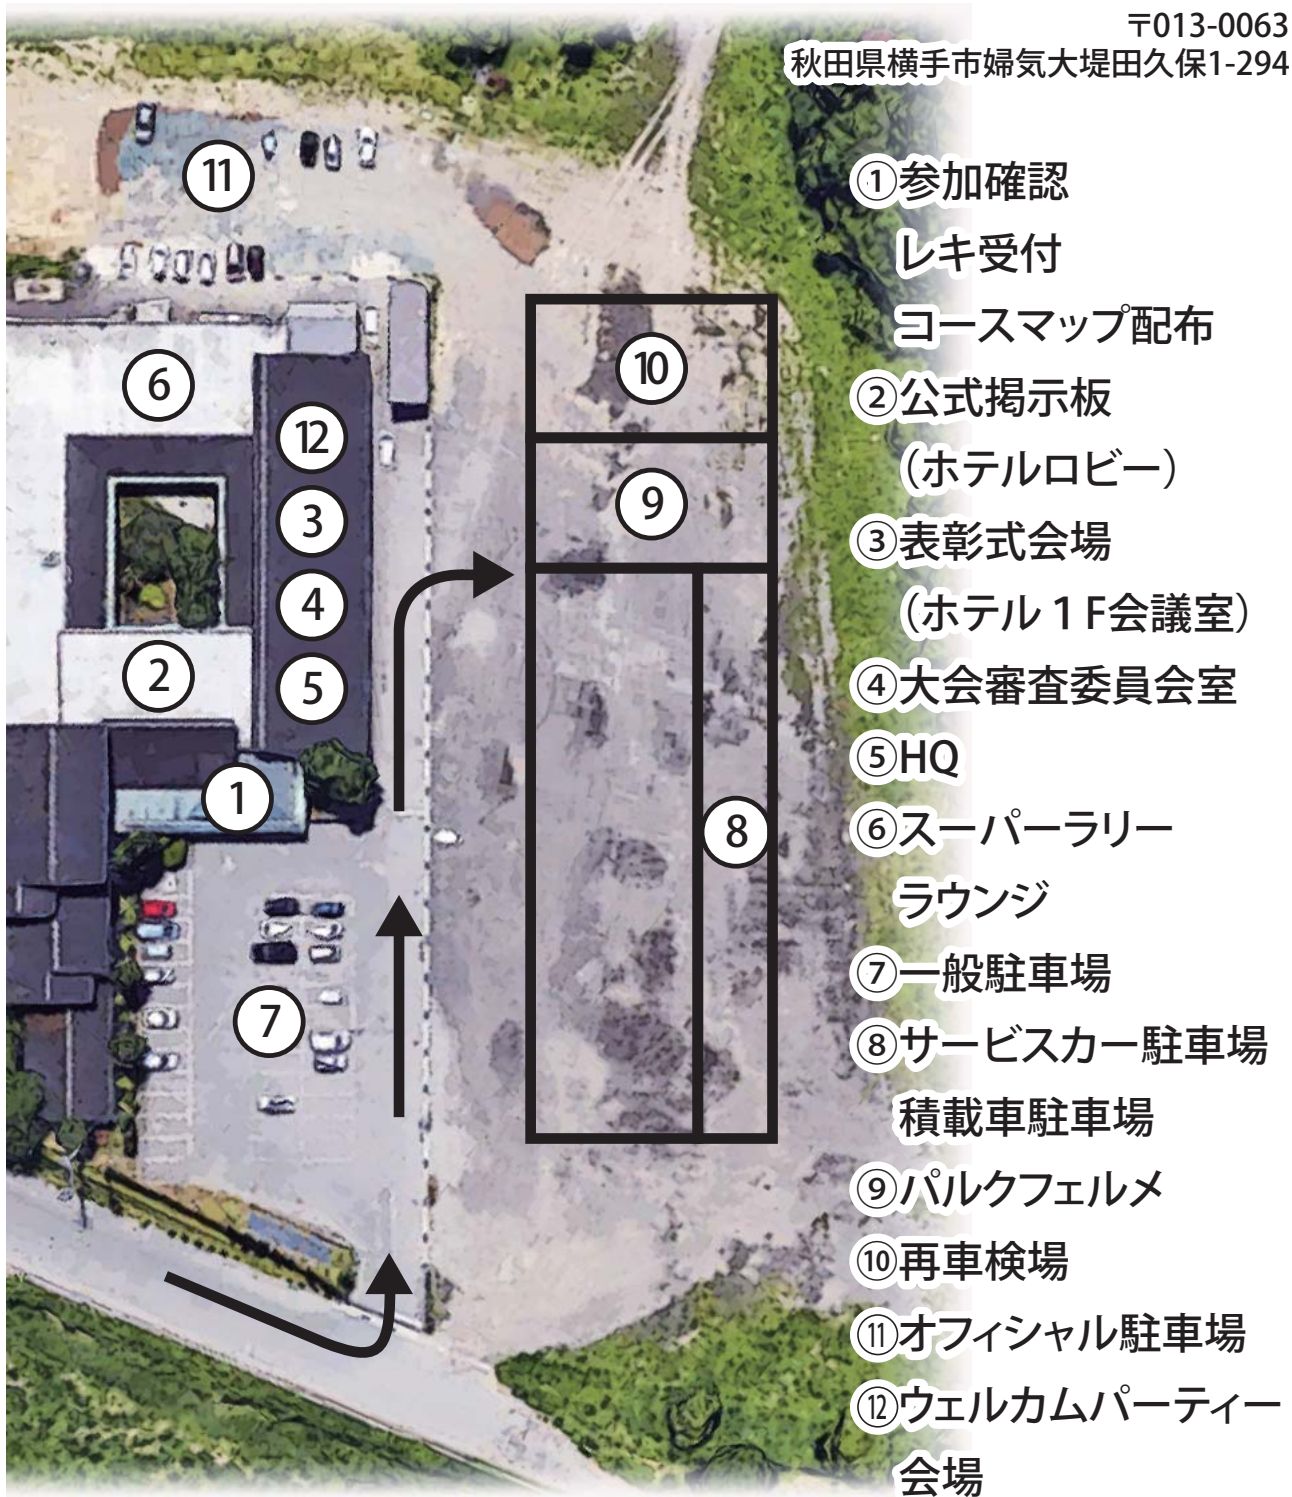 〒013-0063
秋田県横手市婦気大堤田久保1-294
①参加確認
レキ受付
コースマップ配布
②公式掲示板
（ホテルロビー）
③表彰式会場
（ホテル１F会議室）
④大会審査委員会室
⑤HQ
⑥スーパーラリー
ラウンジ
⑦一般駐車場
⑧サービスカー駐車場
積載車駐車場
⑨パルクフェルメ
⑩再車検場
⑪オフィシャル駐車場
⑫ウェルカムパーティー
会場
⑪
⑩
⑥
⑫
⑨
③
④
②
⑤
①
⑧
⑦